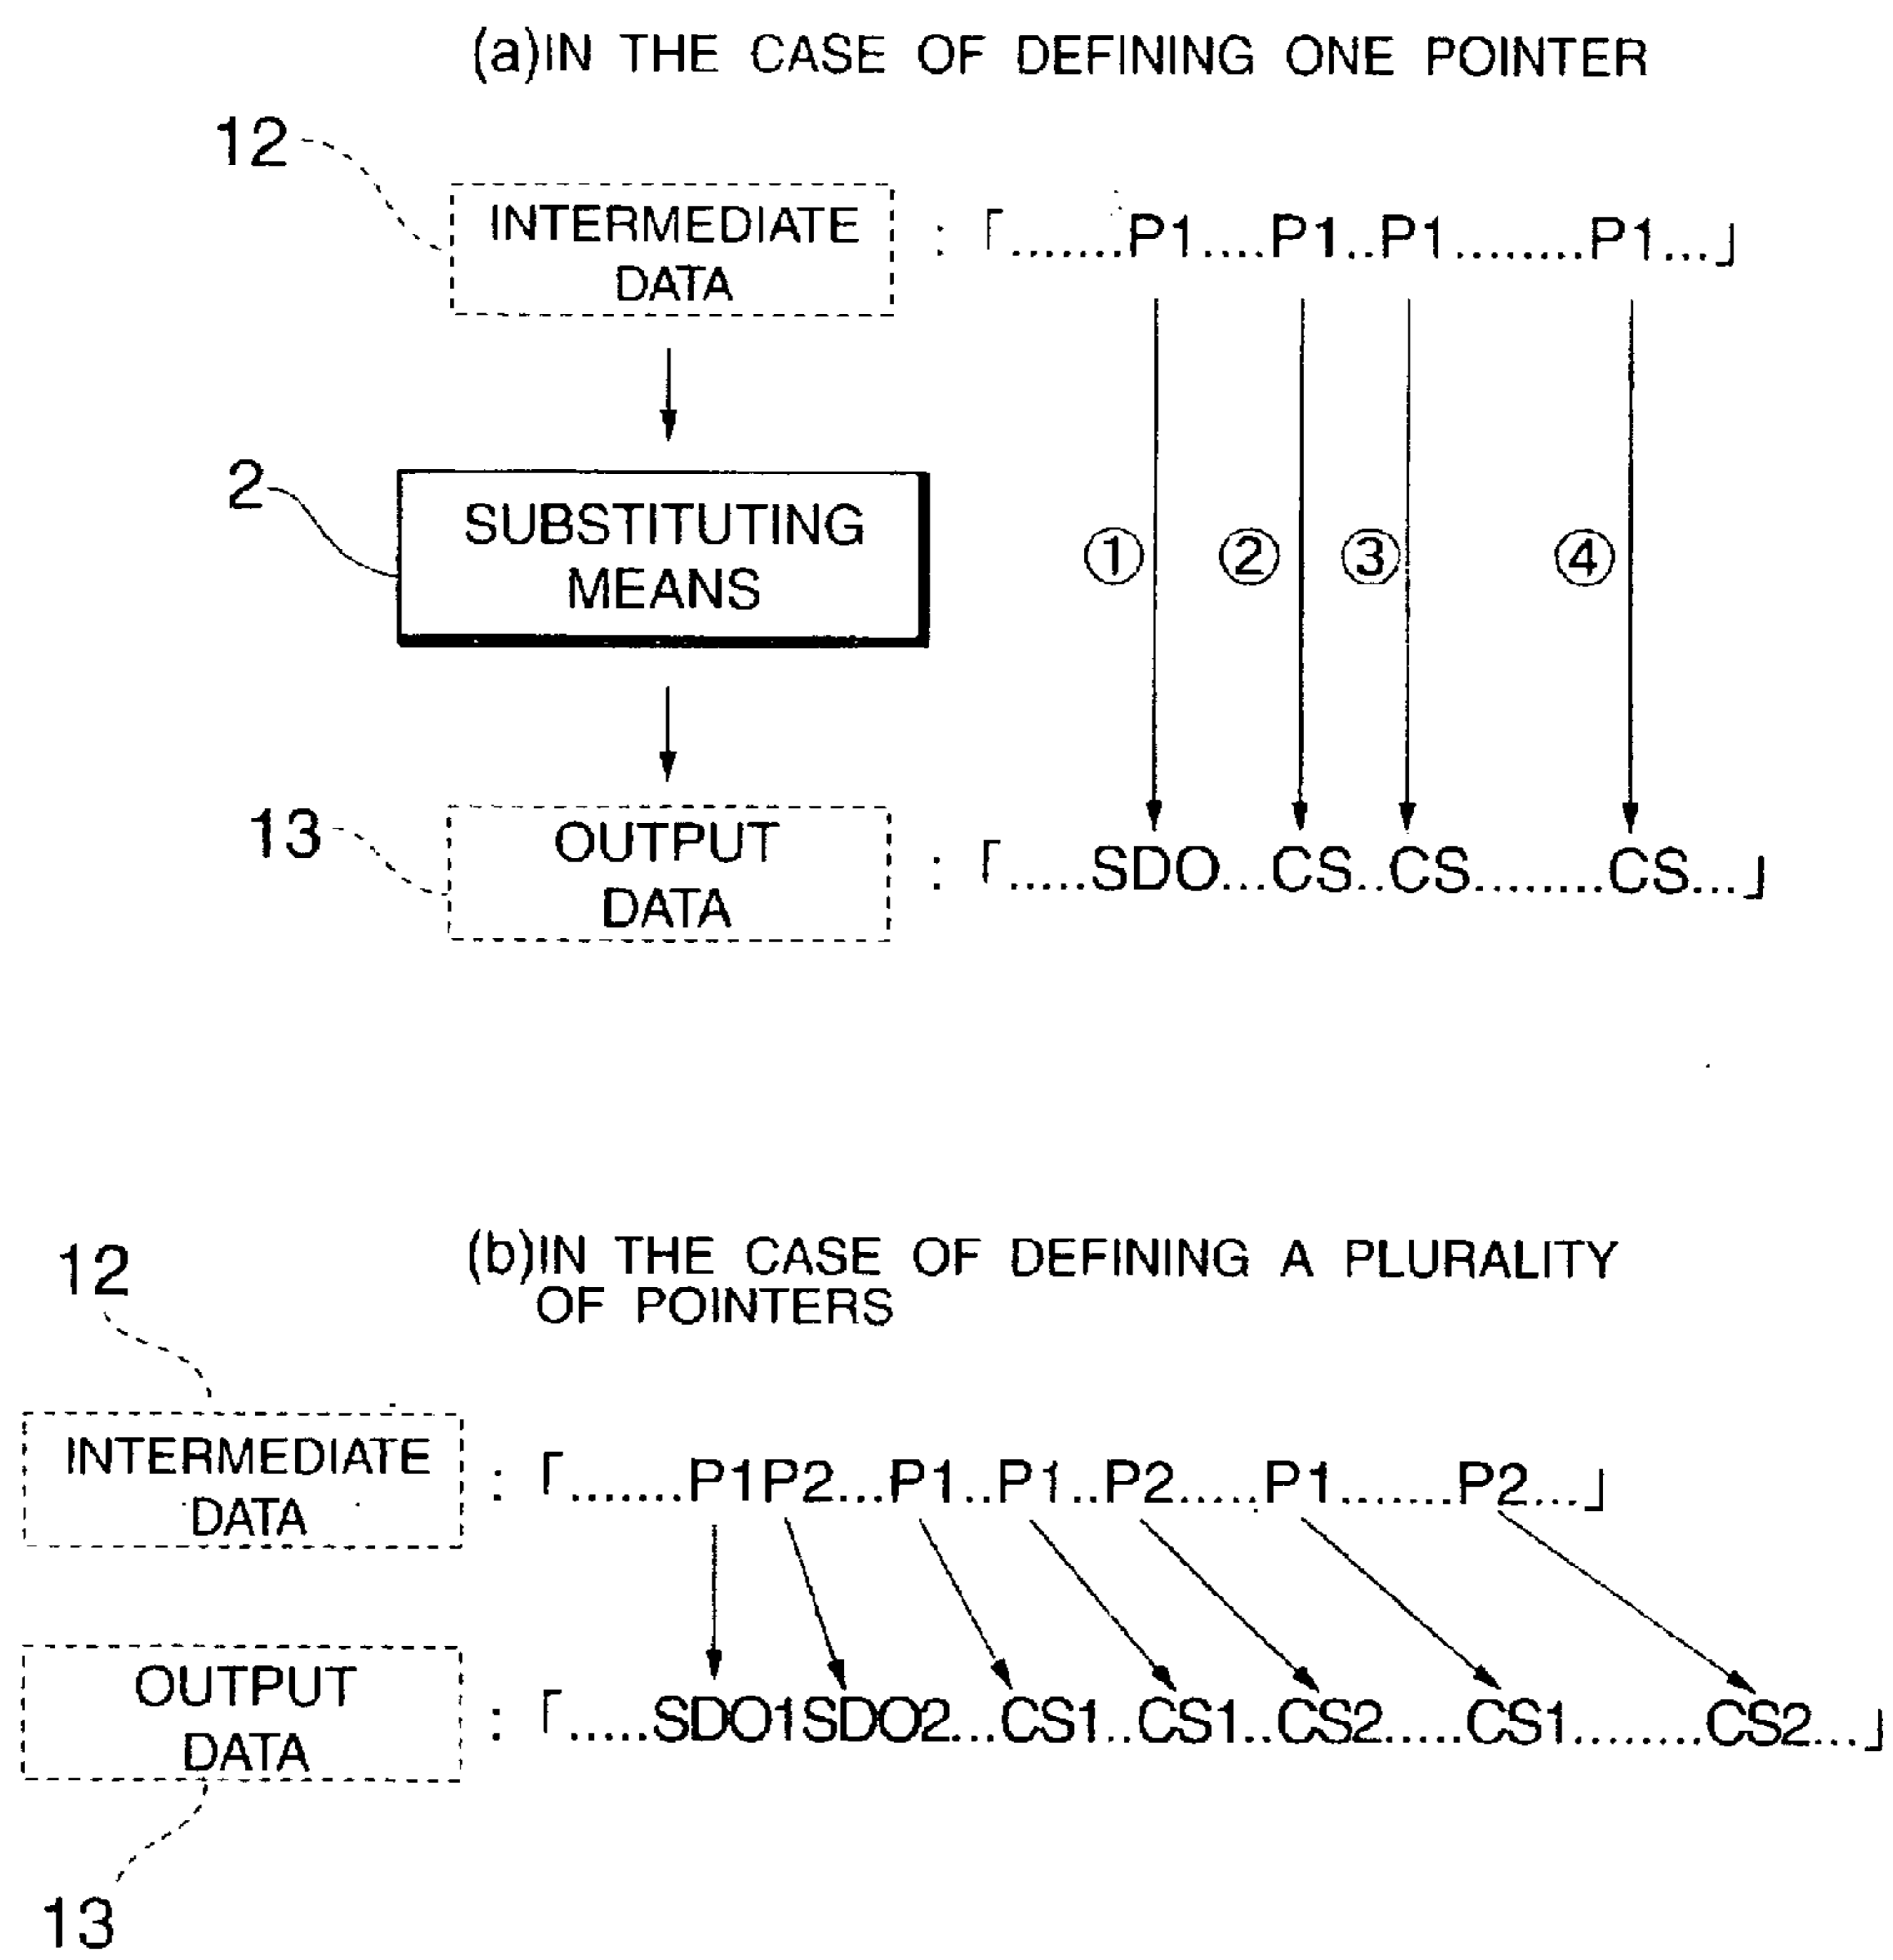 (a)IN THE CASE OF DEFINING ONE POINTER
12
INTERMEDIATE
DATA
: ｢.......P1....P1..P1........P1...｣
2
SUBSTITUTING
MEANS
① ② ③ ④
13
OUTPUT
DATA
: ｢.....SDO...CS..CS........CS...｣
(b)IN THE CASE OF DEFINING A PLURALITY
OF POINTERS
12
INTERMEDIATE
DATA
: ｢.......P1P2...P1..P1..P2.....P1.......P2...｣
OUTPUT
DATA
: ｢.....SDO1SDO2...CS1..CS1..CS2.....CS1........CS2...｣
13